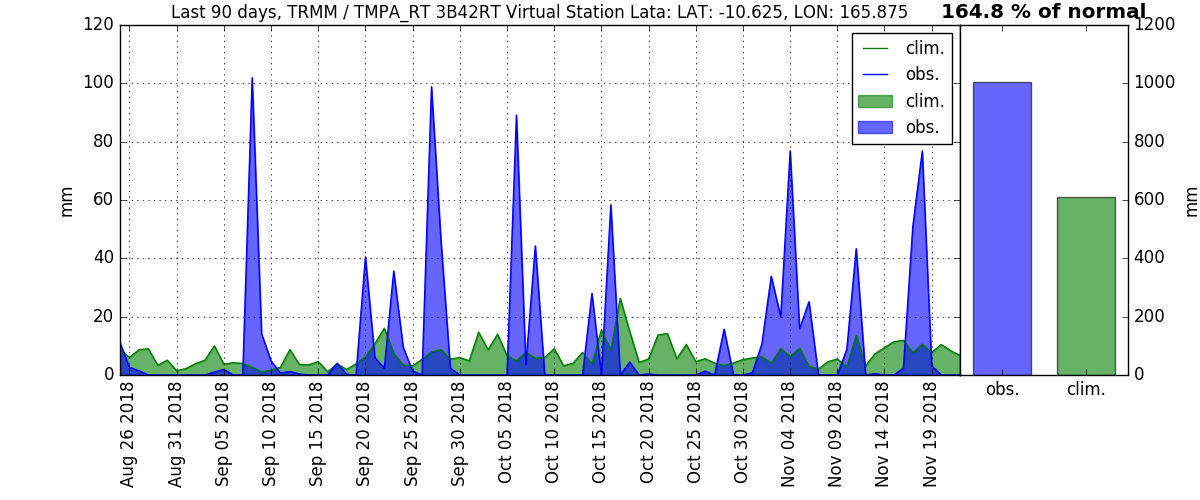 Last 90 days, TRMM / TMPA_RT 3B42RT Virtual Station Lata: LAT: -10.625, LON: 165.875
164.8 % of normal
120
100
80
60
40
20
0
mm
clim.
obs.
clim.
obs.
1200
1000
800
600
400
200
0
mm
Aug 26 2018
Aug 31 2018
Sep 05 2018
Sep 10 2018
Sep 15 2018
Sep 20 2018
Sep 25 2018
Sep 30 2018
Oct 05 2018
Oct 10 2018
Oct 15 2018
Oct 20 2018
Oct 25 2018
Oct 30 2018
Nov 04 2018
Nov 09 2018
Nov 14 2018
Nov 19 2018
obs.
clim.